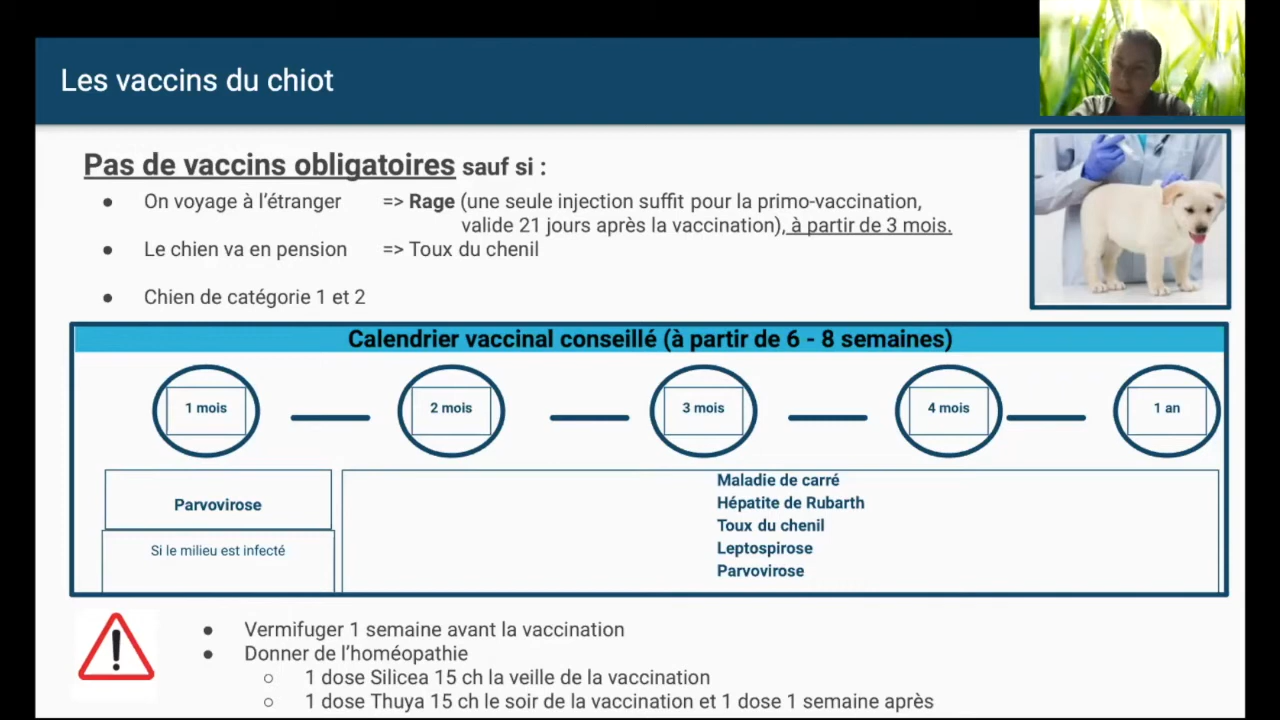 Les vaccins du chiot
Pas de vaccins obligatoires sauf si :
● On voyage à l'étranger => Rage (une seule injection suffit pour la primo-vaccination,
valide 21 jours après la vaccination), à partir de 3 mois.
● Le chien va en pension => Toux du chenil
● Chien de catégorie 1 et 2
Calendrier vaccinal conseillé (à partir de 6 - 8 semaines)
1 mois 2 mois 3 mois 4 mois 1 an
Parvovirose
Si le milieu est infecté
Maladie de carré
Hépatite de Rubarth
Toux du chenil
Leptospirose
Parvovirose
● Vermifuger 1 semaine avant la vaccination
● Donner de l'homéopathie
○ 1 dose Silicea 15 ch la veille de la vaccination
○ 1 dose Thuya 15 ch le soir de la vaccination et 1 dose 1 semaine après